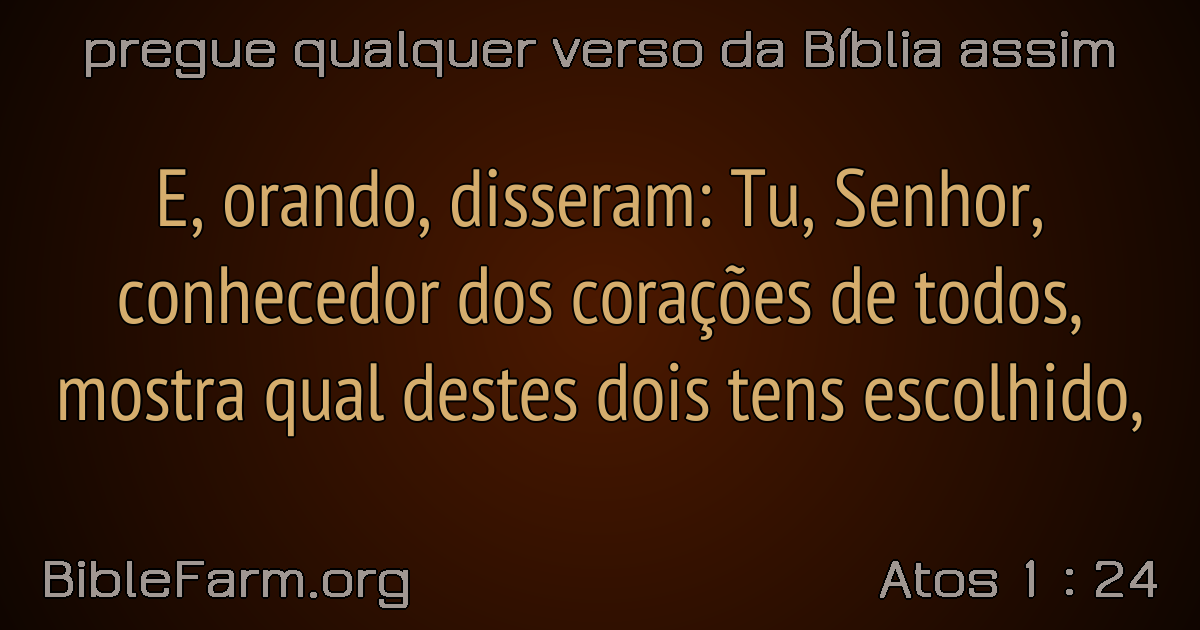 pregue qualquer verso da Bíblia assim
E, orando, disseram: Tu, Senhor,
conhecedor dos corações de todos,
mostra qual destes dois tens escolhido,
BibleFarm.org
Atos 1 : 24